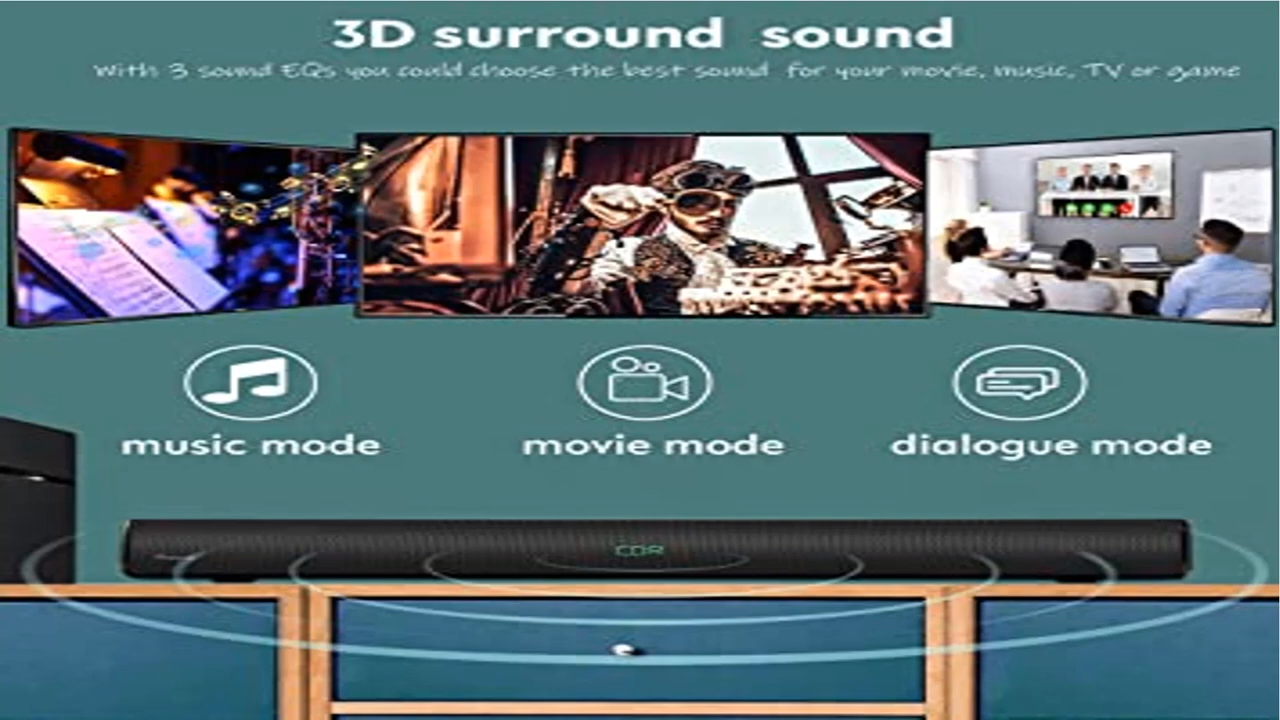 3D surround sound
With 3 sound EQs you could choose the best sound for your movie, music, TV or game
music mode
movie mode
dialogue mode